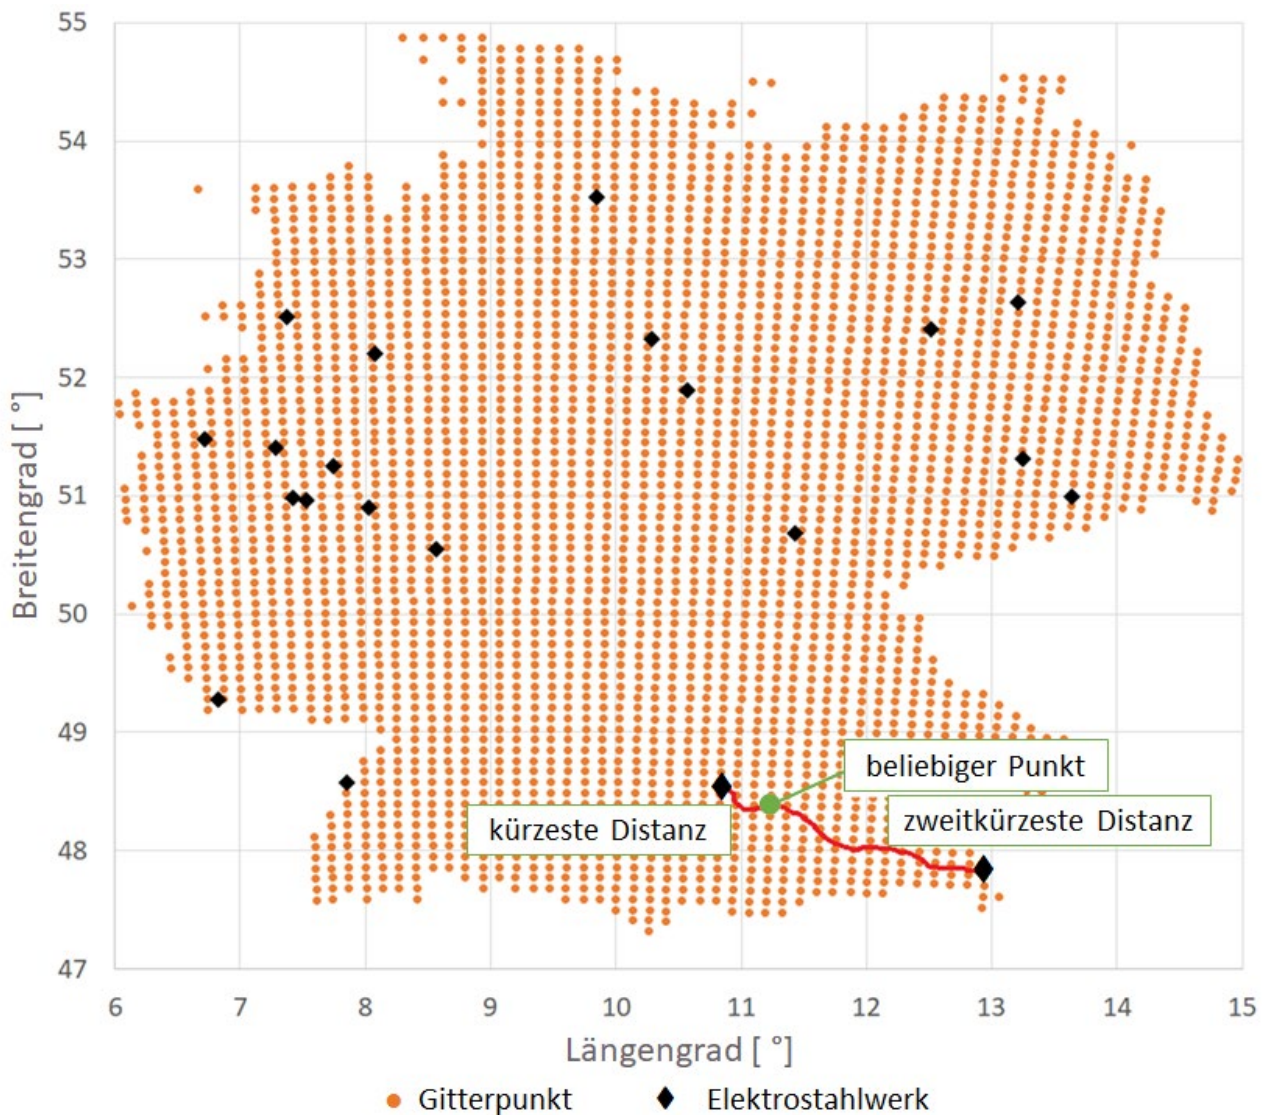 55
54
53
52
51
50
49
48
47
Breitengrad [ °]
beliebiger Punkt
kürzeste Distanz
zweitkürzeste Distanz
6 7 8 9 10 11 12 13 14 15
Längengrad [ °]
Gitterpunkt Elektrostahlwerk